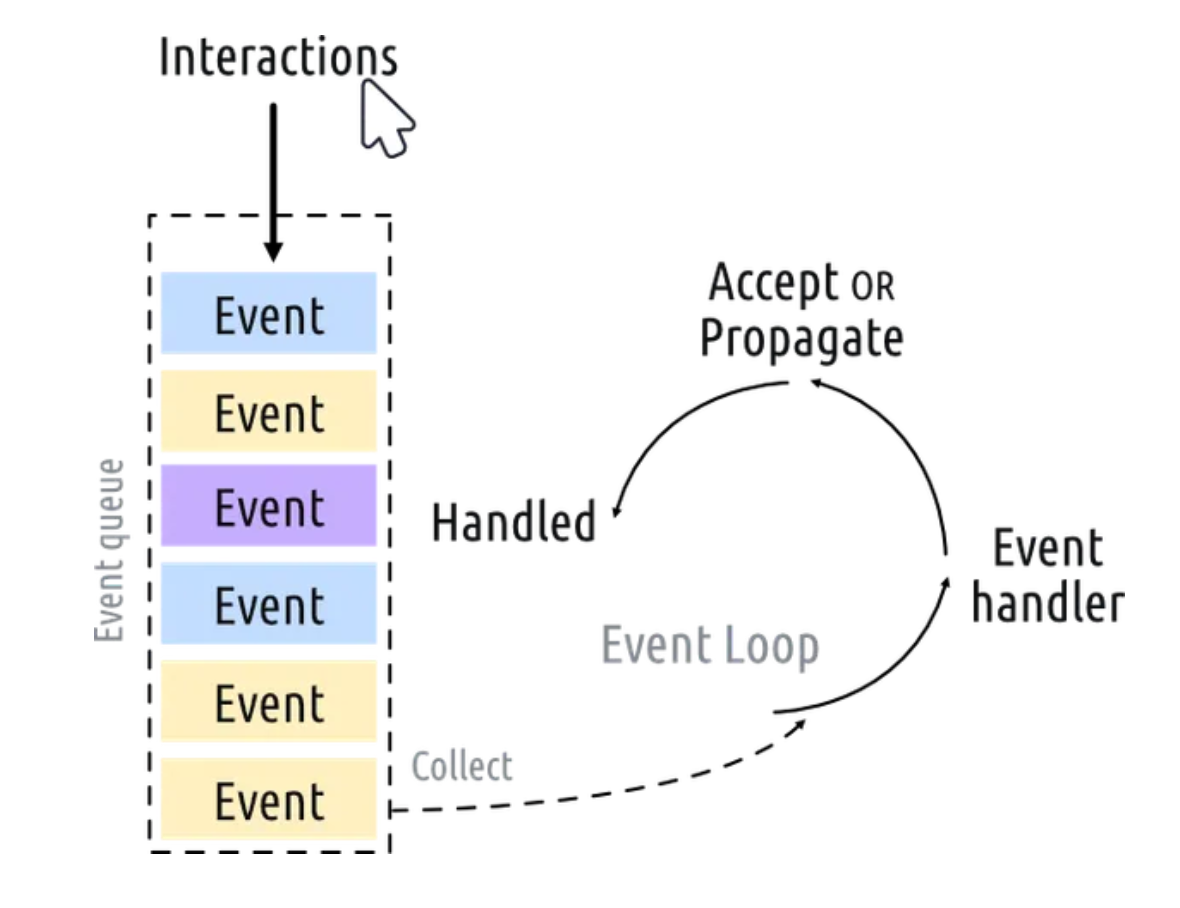 Interactions
Event
Event
Event
Event
Event
Event
Event queue
Collect
Event Loop
Event
handler
Accept OR
Propagate
Handled